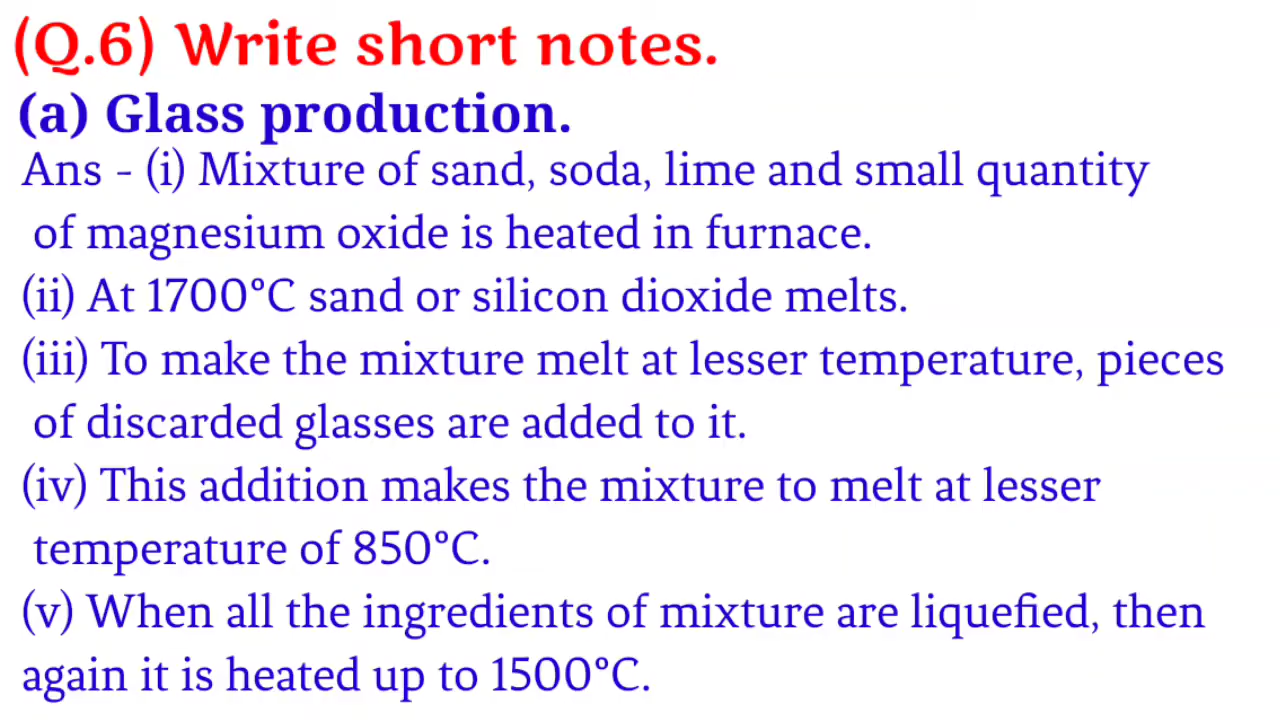 (Q.6) Write short notes.
(a) Glass production.
Ans - (i) Mixture of sand, soda, lime and small quantity
of magnesium oxide is heated in furnace.
(ii) At 1700°C sand or silicon dioxide melts.
(iii) To make the mixture melt at lesser temperature, pieces
of discarded glasses are added to it.
(iv) This addition makes the mixture to melt at lesser
temperature of 850°C.
(v) When all the ingredients of mixture are liquefied, then
again it is heated up to 1500°C.